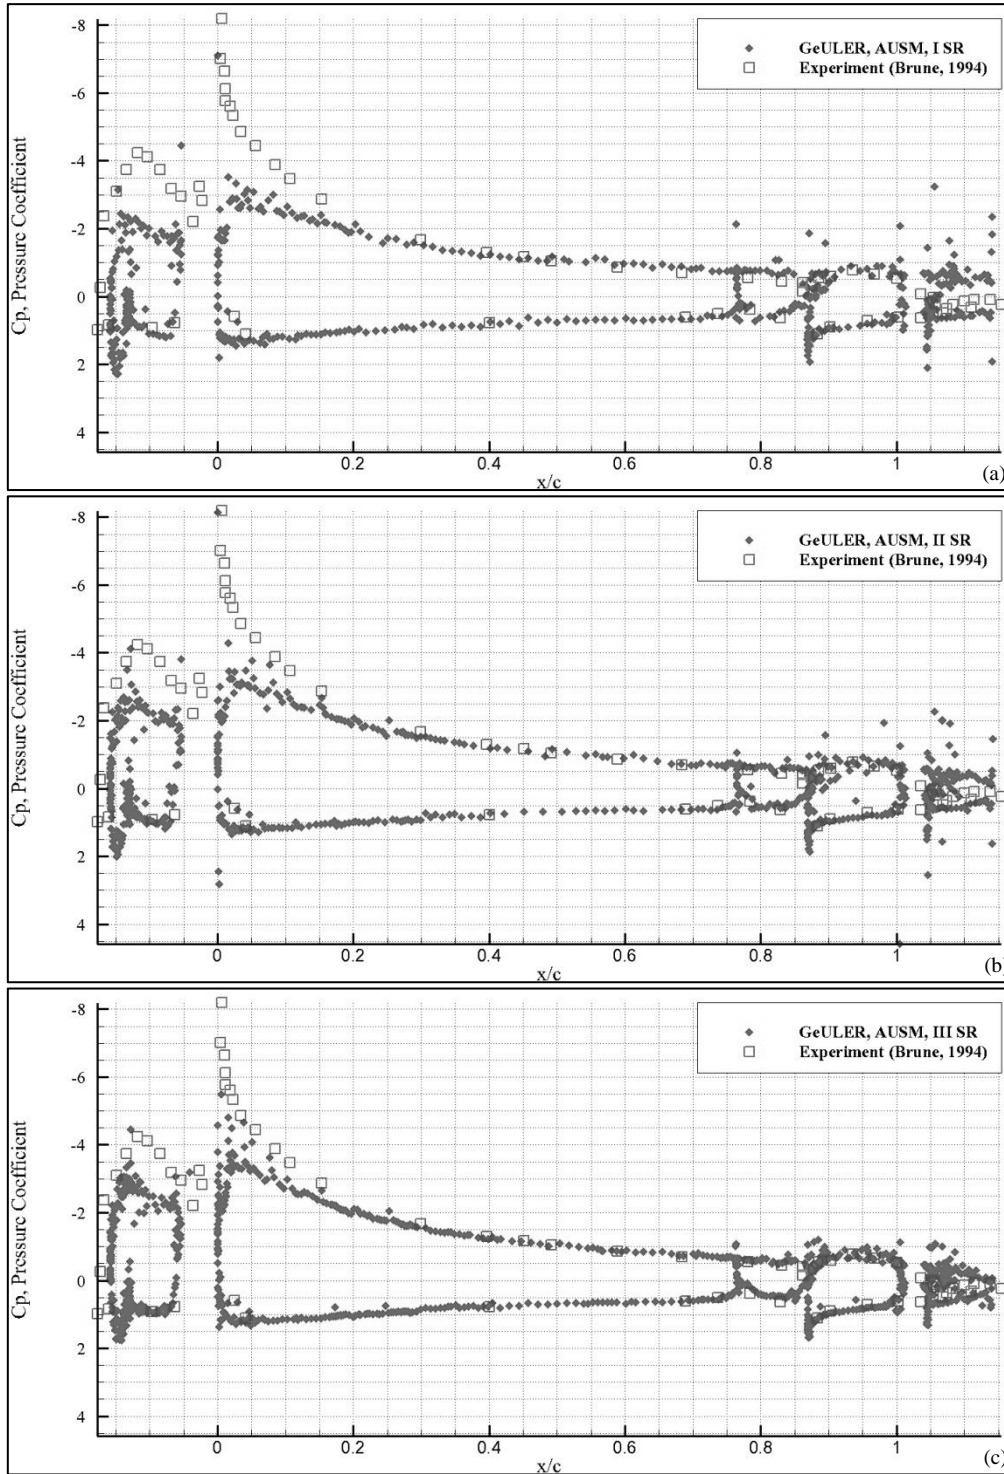 -8
-6
-4
-2
0
2
4
Cp, Pressure Coefficient
GeULER, AUSM, I SR
Experiment (Brune, 1994)
0 0.2 0.4 0.6 0.8 1
x/c
(a)
-8
-6
-4
-2
0
2
4
Cp, Pressure Coefficient
GeULER, AUSM, II SR
Experiment (Brune, 1994)
0 0.2 0.4 0.6 0.8 1
x/c
(b)
-8
-6
-4
-2
0
2
4
Cp, Pressure Coefficient
GeULER, AUSM, III SR
Experiment (Brune, 1994)
0 0.2 0.4 0.6 0.8 1
x/c
(c)